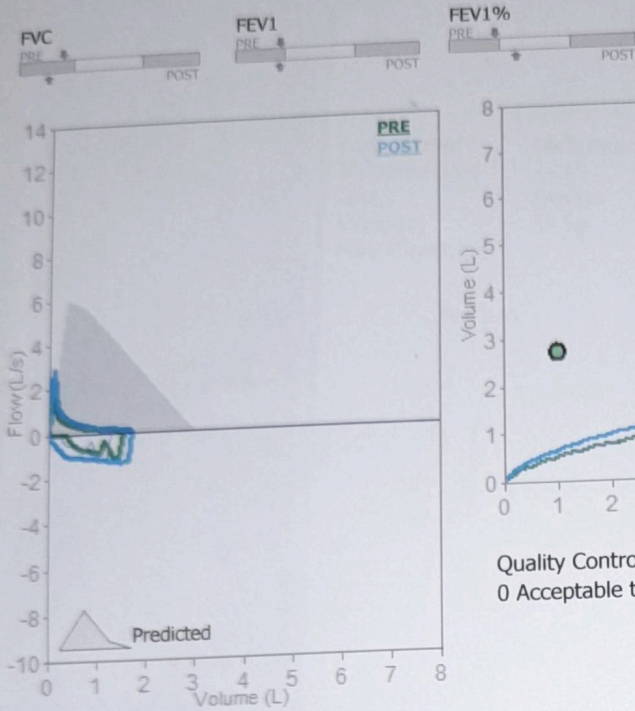 FVC
PRE
POST
FEV1
PRE
POST
FEV1%
PRE
POST
PRE
POST
14
12
10
8
6
4
2
0
-2
-4
-6
-8
-10
Flow(L/s)
Predicted
0 1 2 3 4 5 6 7 8
Volume (L)
8
7
6
5
4
3
2
1
0
Volume (L)
0 1 2
Quality Contro
0 Acceptable t